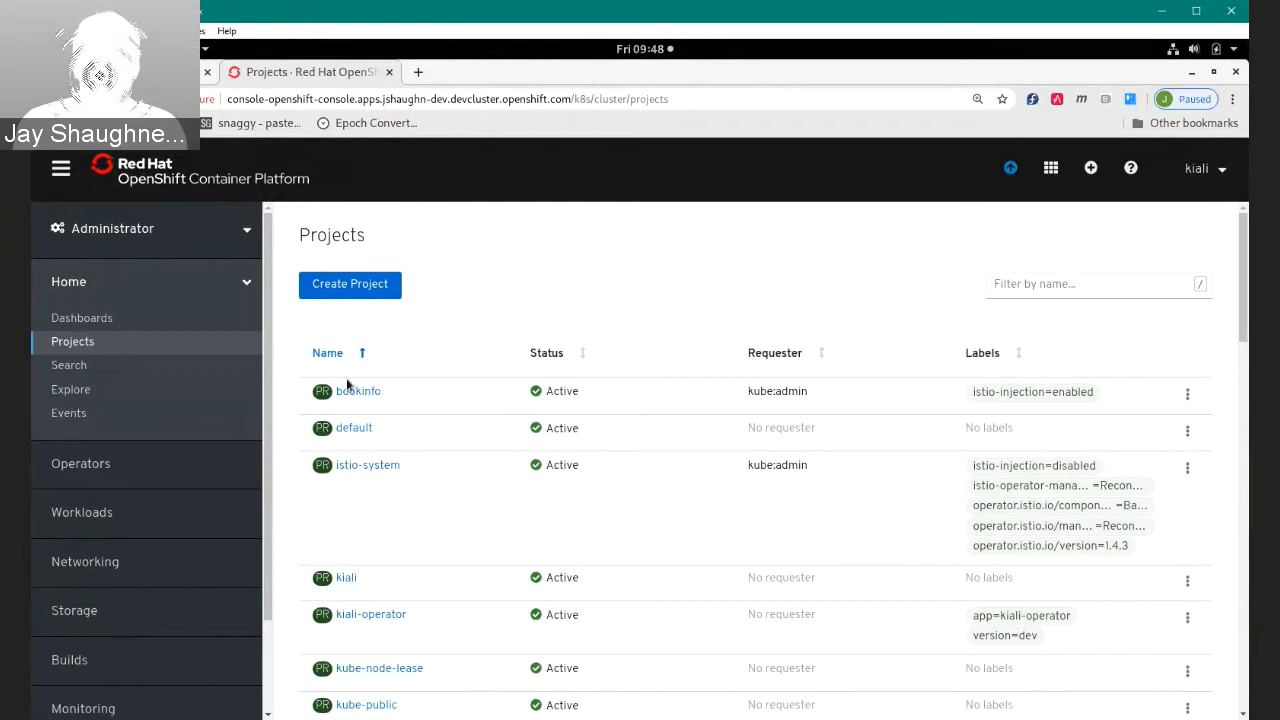 es Help
Fri 09:48
Projects · Red Hat OpenSh
ure console-openshift-console.apps.jshaughn-dev.devcluster.openshift.com/k8s/cluster/projects
J Paused
snaggy - paste...
Epoch Convert...
Other bookmarks
Jay Shaughne...
Red Hat
OpenShift Container Platform
kiali
Administrator
Home
Dashboards
Projects
Search
Explore
Events
Operators
Workloads
Networking
Storage
Builds
Monitoring
Projects
Create Project
Filter by name...
/
Name Status Requester Labels
PR bookinfo Active kube:admin istio-injection=enabled
PR default Active No requester No labels
PR istio-system Active kube:admin istio-injection=disabled
istio-operator-mana... =Recon...
operator.istio.io/compon... =Ba...
operator.istio.io/man... =Recon...
operator.istio.io/version=1.4.3
PR kiali Active No requester No labels
PR kiali-operator Active No requester app=kiali-operator
version=dev
PR kube-node-lease Active No requester No labels
PR kube-public Active No requester No labels